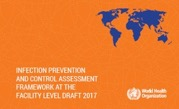 INFECTION PREVENTION
AND CONTROL ASSESSMENT
FRAMEWORK AT THE
FACILITY LEVEL DRAFT 2017
World Health
Organization